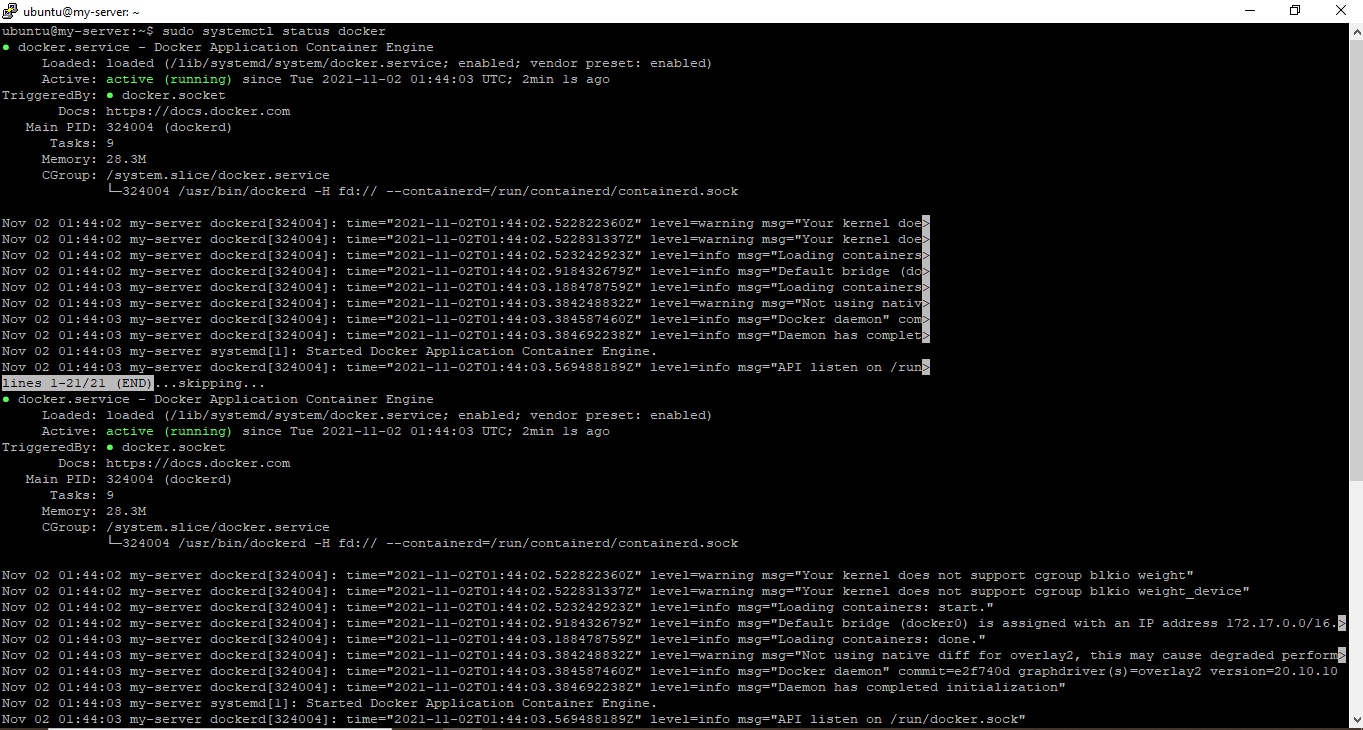 ubuntu@my-server: ~
ubuntu@my-server:~$ sudo systemctl status docker
● docker.service - Docker Application Container Engine
     Loaded: loaded (/lib/systemd/system/docker.service; enabled; vendor preset: enabled)
     Active: active (running) since Tue 2021-11-02 01:44:03 UTC; 2min 1s ago
TriggeredBy: ● docker.socket
       Docs: https://docs.docker.com
   Main PID: 324004 (dockerd)
      Tasks: 9
     Memory: 28.3M
     CGroup: /system.slice/docker.service
             └─324004 /usr/bin/dockerd -H fd:// --containerd=/run/containerd/containerd.sock
Nov 02 01:44:02 my-server dockerd[324004]: time="2021-11-02T01:44:02.522822360Z" level=warning msg="Your kernel doe>
Nov 02 01:44:02 my-server dockerd[324004]: time="2021-11-02T01:44:02.522831337Z" level=warning msg="Your kernel doe>
Nov 02 01:44:02 my-server dockerd[324004]: time="2021-11-02T01:44:02.523242923Z" level=info msg="Loading containers>
Nov 02 01:44:02 my-server dockerd[324004]: time="2021-11-02T01:44:02.918432679Z" level=info msg="Default bridge (do>
Nov 02 01:44:03 my-server dockerd[324004]: time="2021-11-02T01:44:03.188478759Z" level=info msg="Loading containers>
Nov 02 01:44:03 my-server dockerd[324004]: time="2021-11-02T01:44:03.384248832Z" level=warning msg="Not using nativ>
Nov 02 01:44:03 my-server dockerd[324004]: time="2021-11-02T01:44:03.384587460Z" level=info msg="Docker daemon" com>
Nov 02 01:44:03 my-server dockerd[324004]: time="2021-11-02T01:44:03.384692238Z" level=info msg="Daemon has complet>
Nov 02 01:44:03 my-server systemd[1]: Started Docker Application Container Engine.
Nov 02 01:44:03 my-server dockerd[324004]: time="2021-11-02T01:44:03.569488189Z" level=info msg="API listen on /run>
lines 1-21/21 (END)...skipping...
● docker.service - Docker Application Container Engine
     Loaded: loaded (/lib/systemd/system/docker.service; enabled; vendor preset: enabled)
     Active: active (running) since Tue 2021-11-02 01:44:03 UTC; 2min 1s ago
TriggeredBy: ● docker.socket
       Docs: https://docs.docker.com
   Main PID: 324004 (dockerd)
      Tasks: 9
     Memory: 28.3M
     CGroup: /system.slice/docker.service
             └─324004 /usr/bin/dockerd -H fd:// --containerd=/run/containerd/containerd.sock
Nov 02 01:44:02 my-server dockerd[324004]: time="2021-11-02T01:44:02.522822360Z" level=warning msg="Your kernel does not support cgroup blkio weight"
Nov 02 01:44:02 my-server dockerd[324004]: time="2021-11-02T01:44:02.522831337Z" level=warning msg="Your kernel does not support cgroup blkio weight_device"
Nov 02 01:44:02 my-server dockerd[324004]: time="2021-11-02T01:44:02.523242923Z" level=info msg="Loading containers: start."
Nov 02 01:44:02 my-server dockerd[324004]: time="2021-11-02T01:44:02.918432679Z" level=info msg="Default bridge (docker0) is assigned with an IP address 172.17.0.0/16.>
Nov 02 01:44:03 my-server dockerd[324004]: time="2021-11-02T01:44:03.188478759Z" level=info msg="Loading containers: done."
Nov 02 01:44:03 my-server dockerd[324004]: time="2021-11-02T01:44:03.384248832Z" level=warning msg="Not using native diff for overlay2, this may cause degraded perform>
Nov 02 01:44:03 my-server dockerd[324004]: time="2021-11-02T01:44:03.384587460Z" level=info msg="Docker daemon" commit=e2f740d graphdriver(s)=overlay2 version=20.10.10
Nov 02 01:44:03 my-server dockerd[324004]: time="2021-11-02T01:44:03.384692238Z" level=info msg="Daemon has completed initialization"
Nov 02 01:44:03 my-server systemd[1]: Started Docker Application Container Engine.
Nov 02 01:44:03 my-server dockerd[324004]: time="2021-11-02T01:44:03.569488189Z" level=info msg="API listen on /run/docker.sock"